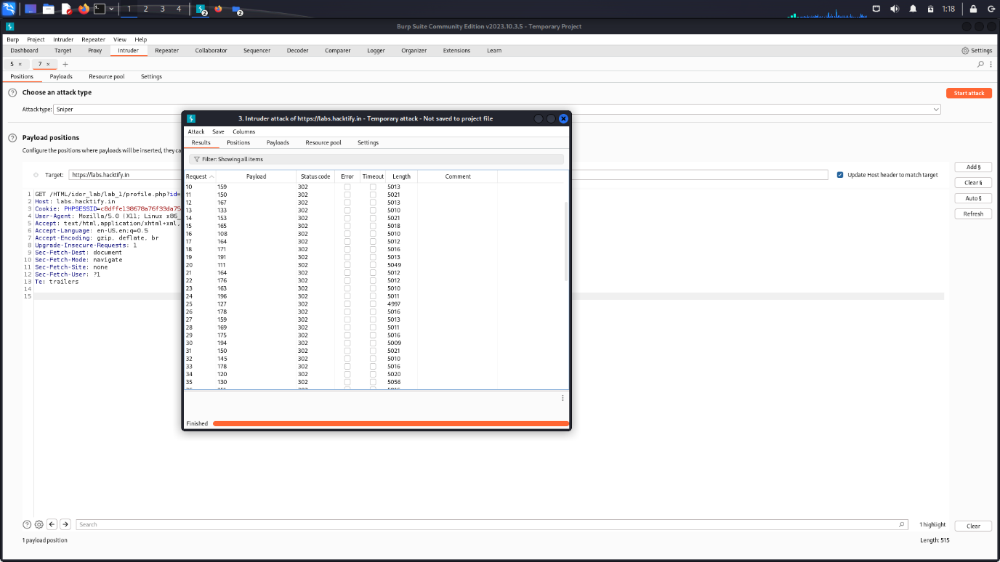 1 2 3 4 2 2 1:18
Burp Suite Community Edition v2023.10.3.5 - Temporary Project
Burp Project Intruder Repeater View Help
Dashboard Target Proxy Intruder Repeater Collaborator Sequencer Decoder Comparer Logger Organizer Extensions Learn Settings
5 × 7 × +
Positions Payloads Resource pool Settings
Choose an attack type
Start attack
Attack type: Sniper
Payload positions
Configure the positions where payloads will be inserted, they ca
Target: https://labs.hacktify.in
Update Host header to match target
Add §
Clear §
Auto §
Refresh
1 GET /HTML/idor_lab/lab_1/profile.php?id=
2 Host: labs.hacktify.in
3 Cookie: PHPSESSID=c8dffe138678a76f33da75
4 User-Agent: Mozilla/5.0 (X11; Linux x86_
5 Accept: text/html,application/xhtml+xml,
6 Accept-Language: en-US,en;q=0.5
7 Accept-Encoding: gzip, deflate, br
8 Upgrade-Insecure-Requests: 1
9 Sec-Fetch-Dest: document
10 Sec-Fetch-Mode: navigate
11 Sec-Fetch-Site: none
12 Sec-Fetch-User: ?1
13 Te: trailers
14
15
3. Intruder attack of https://labs.hacktify.in - Temporary attack - Not saved to project file
Attack Save Columns
Results Positions Payloads Resource pool Settings
Filter: Showing all items
Request Payload Status code Error Timeout Length Comment
10 159 302 5013
11 150 302 5021
12 167 302 5013
13 133 302 5010
14 153 302 5021
15 165 302 5018
16 108 302 5010
17 164 302 5012
18 171 302 5016
19 191 302 5013
20 111 302 5049
21 164 302 5012
22 176 302 5012
23 163 302 5010
24 196 302 5011
25 127 302 4997
26 178 302 5016
27 159 302 5013
28 169 302 5011
29 175 302 5016
30 194 302 5009
31 150 302 5021
32 145 302 5010
33 178 302 5016
34 120 302 5020
35 130 302 5056
Finished
Search
1 highlight
Clear
1 payload position
Length: 515